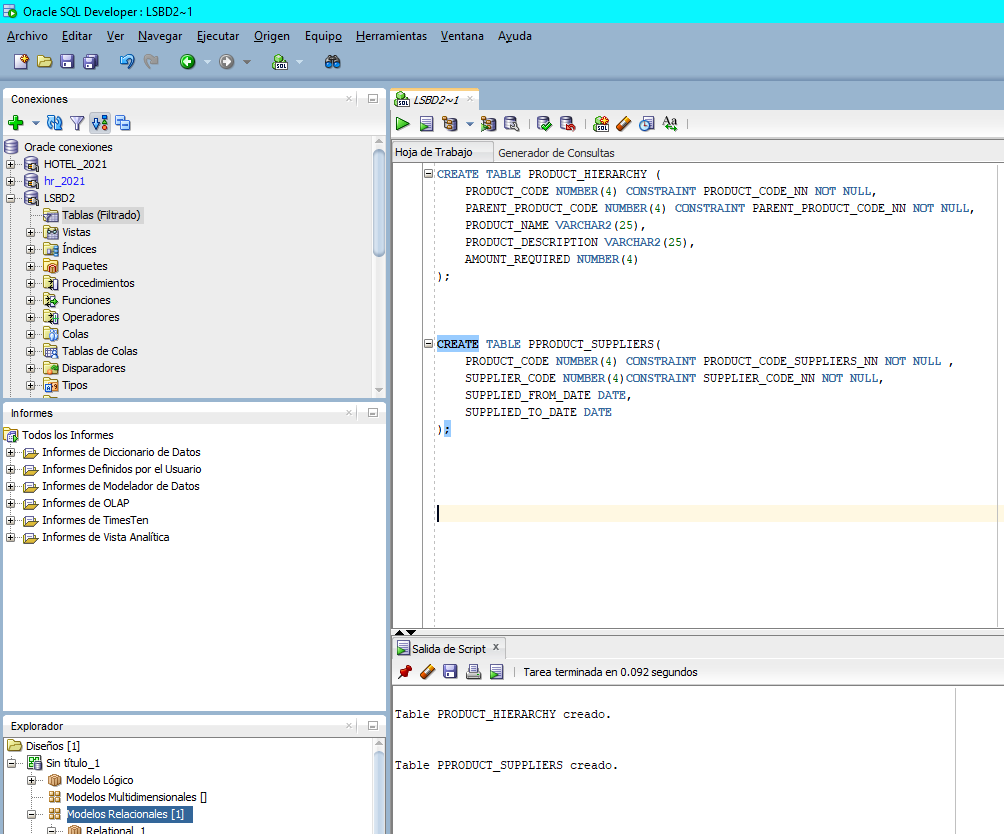 Oracle SQL Developer : LSBD2~1
Archivo Editar Ver Navegar Ejecutar Origen Equipo Herramientas Ventana Ayuda
Conexiones
Oracle conexiones
HOTEL_2021
hr_2021
LSBD2
Tablas (Filtrado)
Vistas
Índices
Paquetes
Procedimientos
Funciones
Operadores
Colas
Tablas de Colas
Disparadores
Tipos
Informes
Todos los Informes
Informes de Diccionario de Datos
Informes Definidos por el Usuario
Informes de Modelador de Datos
Informes de OLAP
Informes de TimesTen
Informes de Vista Analítica
Explorador
Diseños [1]
Sin título_1
Modelo Lógico
Modelos Multidimensionales []
Modelos Relacionales [1]
Relational_1
LSBD2~1
Hoja de Trabajo Generador de Consultas
CREATE TABLE PRODUCT_HIERARCHY (
PRODUCT_CODE NUMBER(4) CONSTRAINT PRODUCT_CODE_NN NOT NULL,
PARENT_PRODUCT_CODE NUMBER(4) CONSTRAINT PARENT_PRODUCT_CODE_NN NOT NULL,
PRODUCT_NAME VARCHAR2(25),
PRODUCT_DESCRIPTION VARCHAR2(25),
AMOUNT_REQUIRED NUMBER(4)
);
CREATE TABLE PPRODUCT_SUPPLIERS(
PRODUCT_CODE NUMBER(4) CONSTRAINT PRODUCT_CODE_SUPPLIERS_NN NOT NULL ,
SUPPLIER_CODE NUMBER(4)CONSTRAINT SUPPLIER_CODE_NN NOT NULL,
SUPPLIED_FROM_DATE DATE,
SUPPLIED_TO_DATE DATE
);
Salida de Script
Tarea terminada en 0.092 segundos
Table PRODUCT_HIERARCHY creado.
Table PPRODUCT_SUPPLIERS creado.